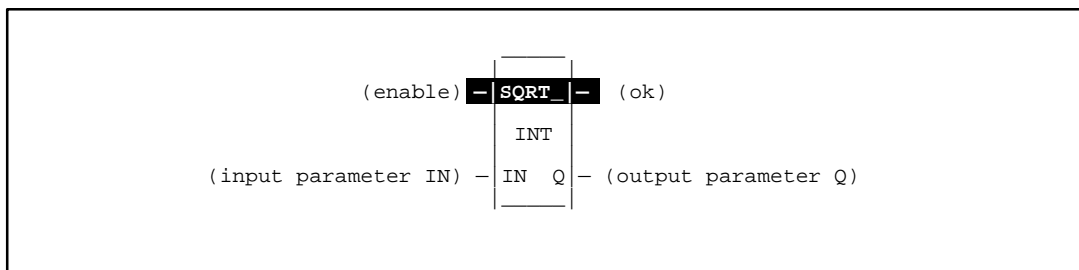 (enable) –|SQRT_|– (ok)
INT
(input parameter IN) –|IN Q|– (output parameter Q)